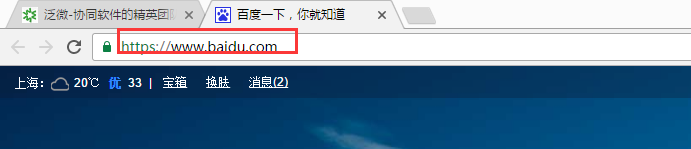 泛微-协同软件的精英团
百度一下，你就知道
https://www.baidu.com
上海： 20℃ 优 33 | 宝箱 换肤 消息(2)